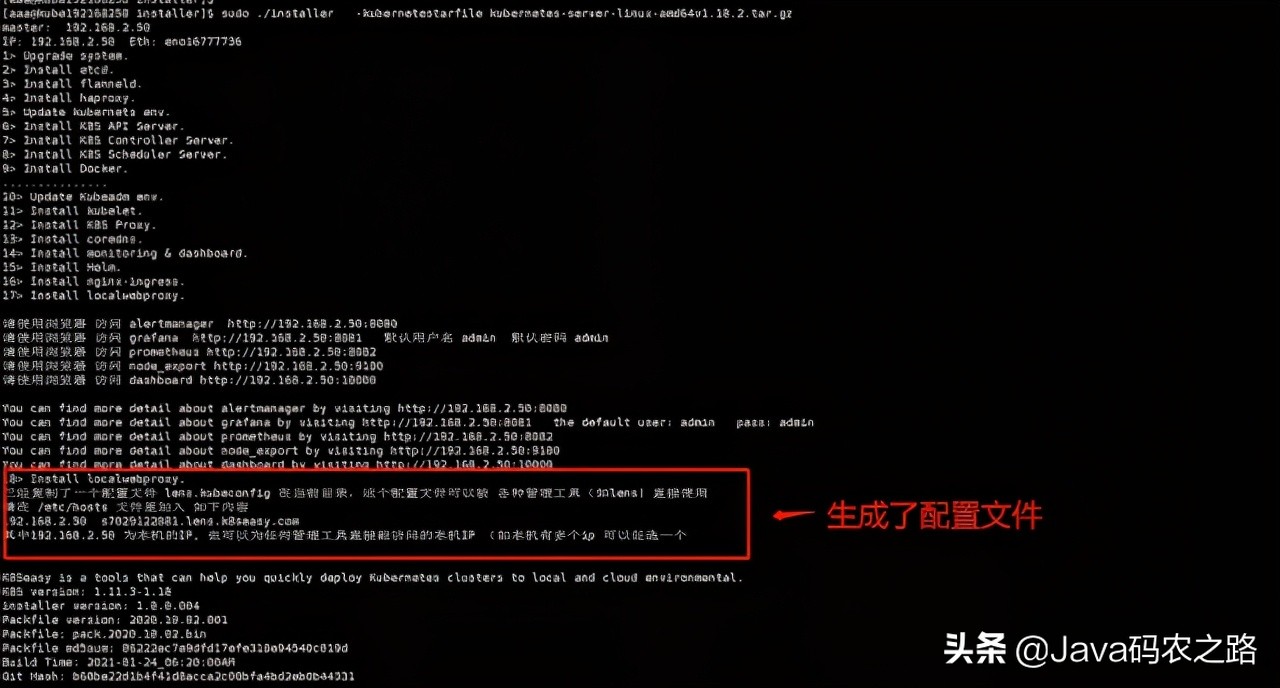 $ sudo ./installer -kubernetestarfile kubernetes-server-linux-amd64v1.18.2.tar.gz
master: 192.168.2.50
IP: 192.168.2.50 Eth: eno16777736
1> Upgrade system.
2> Install etcd.
3> Install flanneld.
4> Install haproxy.
5> Update kubernets env.
6> Install K8S API Server.
7> Install K8S Controller Server.
8> Install K8S Scheduler Server.
9> Install Docker.
...............
10> Update Kubeadm env.
11> Install kubelet.
12> Install K8S Proxy.
13> Install coredns.
14> Install monitoring & dashboard.
15> Install Helm.
16> Install nginx-ingress.
17> Install localwebproxy.
请使用浏览器 访问 alertmanager http://192.168.2.50:8080
请使用浏览器 访问 grafana http://192.168.2.50:8081 默认用户名 admin 默认密码 admin
请使用浏览器 访问 prometheus http://192.168.2.50:8082
请使用浏览器 访问 node_export http://192.168.2.50:9100
请使用浏览器 访问 dashboard http://192.168.2.50:10000
You can find more detail about alertmanager by visiting http://192.168.2.50:8080
You can find more detail about grafana by visiting http://192.168.2.50:8081 the default user: admin pass: admin
You can find more detail about prometheus by visiting http://192.168.2.50:8082
You can find more detail about node_export by visiting http://192.168.2.50:9100
You can find more detail about dashboard by visiting http://192.168.2.50:10000
18> Install localwebproxy.
已经复制了一个配置文件 lens.kubeconfig 在当前目录，这个配置文件可以被 各种管理工具（如lens）直接使用
请在 /etc/hosts 文件里加入 如下内容
192.168.2.50 s7029122881.lens.k8seasy.com
其中192.168.2.50 为本机的IP，可以为任何管理工具直接能访问的本机IP （如本机有多个ip 可以任选一个
生成了配置文件
K8Seasy is a tools that can help you quickly deploy Kubernetes clusters to local and cloud environmental.
K8S version: 1.11.3-1.18
Installer version: 1.0.0.004
Packfile version: 2020.10.02.001
Packfile: pack.2020.10.02.bin
Packfile md5sum:
Build Time: 2021-01-24_06:20:00AM
Git Hash:
头条 @Java码农之路